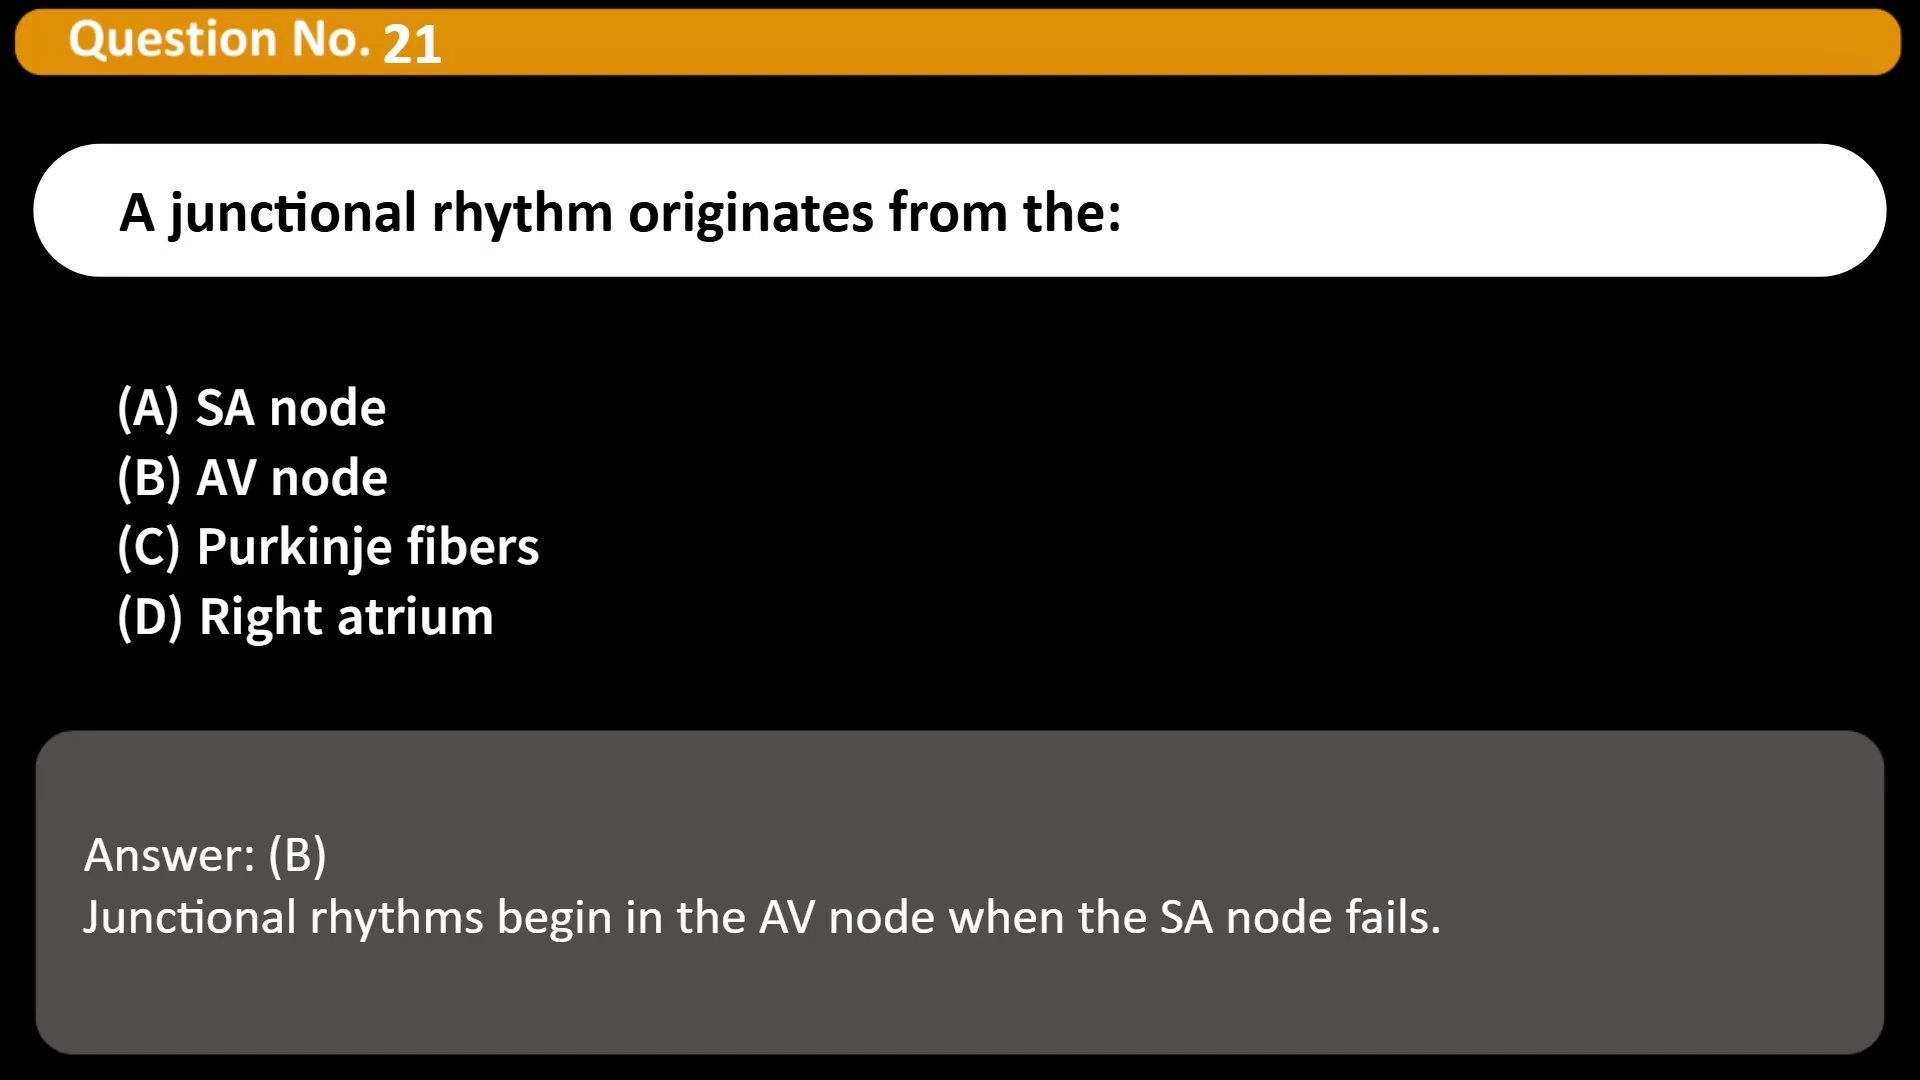 Question No. 21
A junctional rhythm originates from the:
(A) SA node
(B) AV node
(C) Purkinje fibers
(D) Right atrium
Answer: (B)
Junctional rhythms begin in the AV node when the SA node fails.